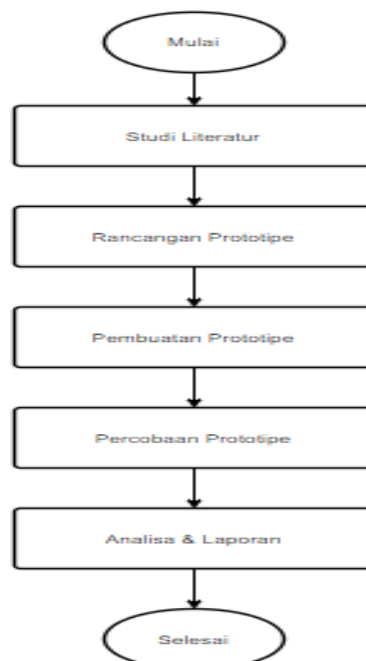 Mulai
Studi Literatur
Rancangan Prototipe
Pembuatan Prototipe
Percobaan Prototipe
Analisa & Laporan
Selesai